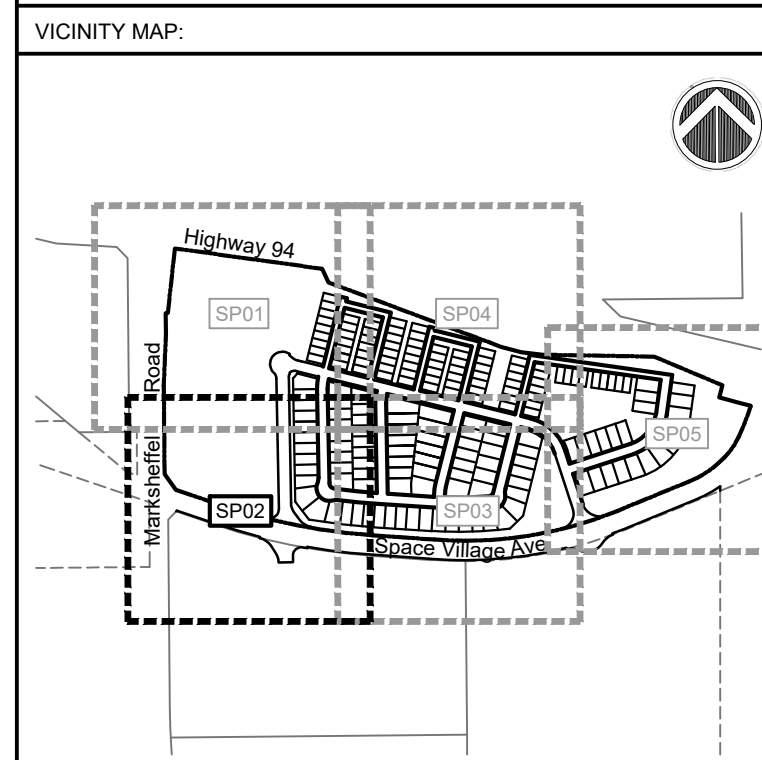 VICINITY MAP:
Highway 94
SP01
SP04
Marksheffel Road
SP05
SP02
SP03
Space Village Ave